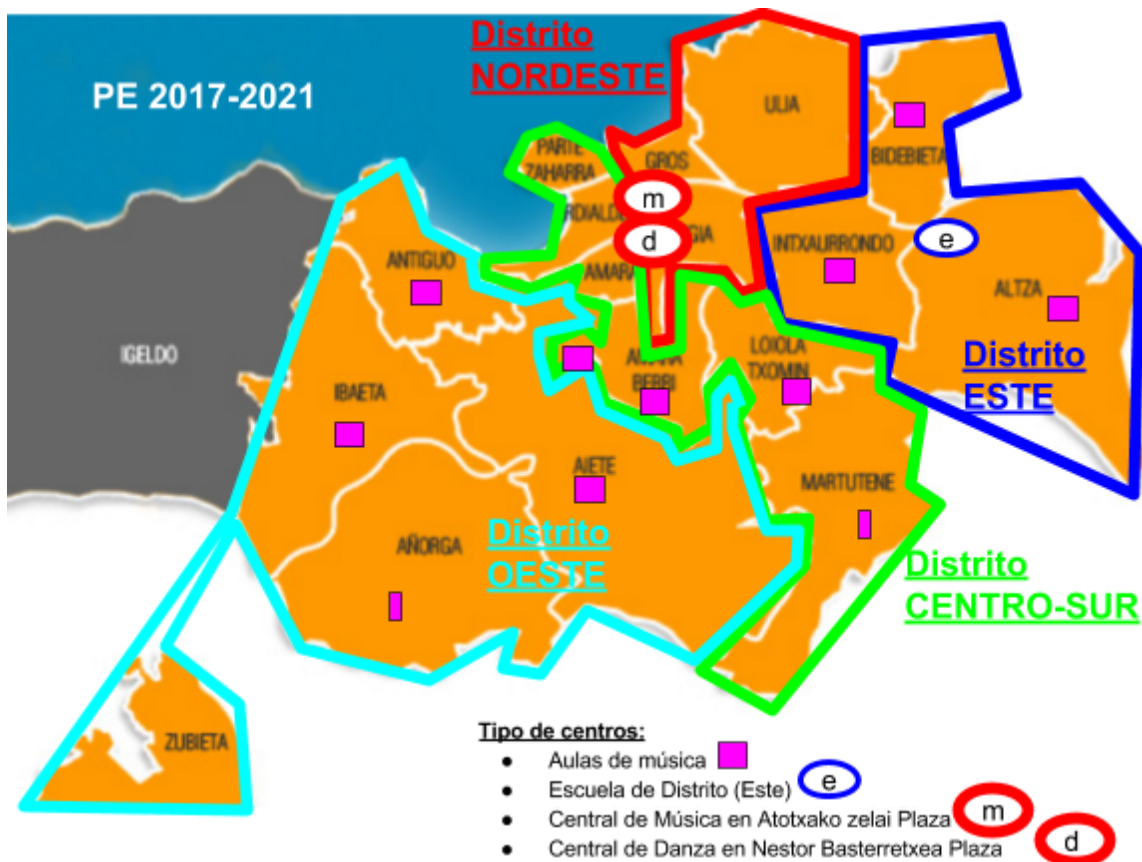 Distrito
NORDESTE
PE 2017-2021
ULIA
PARTE
ZAHARRA
GROS
BIDEBIETA
m
d
e
INTXAURRONDO
ANTIGUO
AMARA
ALTZA
IGELDO
LOIOLA
TXOMIN
Distrito
ESTE
BERRI
IBAETA
AIETE
MARTUTENE
AÑORGA
Distrito
OESTE
Distrito
CENTRO-SUR
ZUBIETA
Tipo de centros:
Aulas de música
Escuela de Distrito (Este) e
Central de Música en Atotxako zelai Plaza m
Central de Danza en Nestor Basterretxea Plaza d